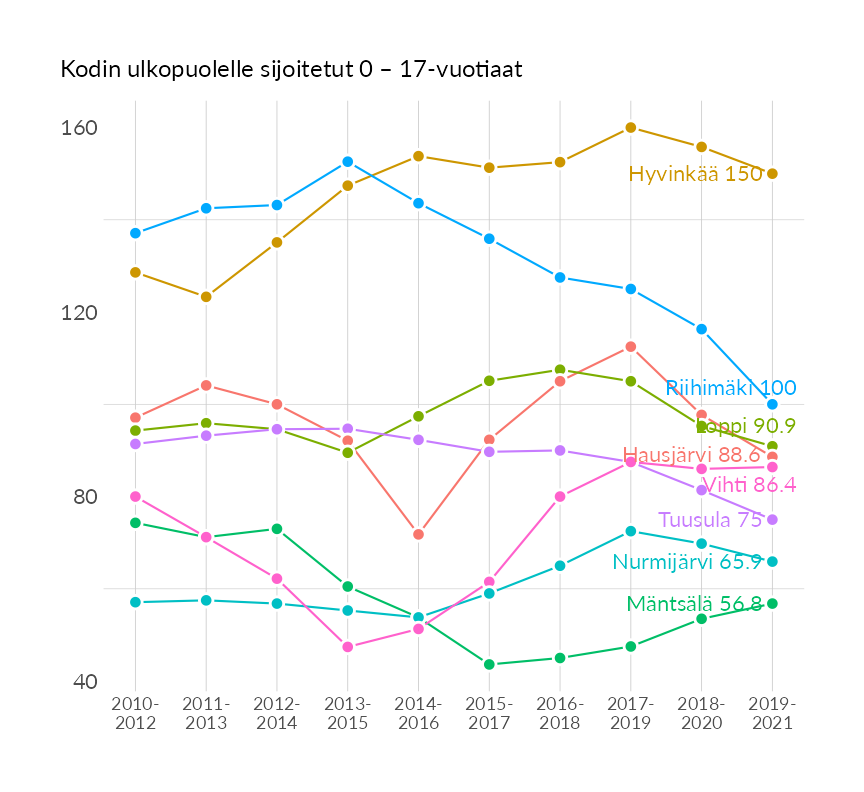 Kodin ulkopuolelle sijoitetut 0 – 17-vuotiaat
160
Hyvinkää 150
120
Riihimäki 100
Loppi 90.9
Hausjärvi 88.6
Vihti 86.4
80
Tuusula 75
Nurmijärvi 65.9
Mäntsälä 56.8
40
2010-
2012
2011-
2013
2012-
2014
2013-
2015
2014-
2016
2015-
2017
2016-
2018
2017-
2019
2018-
2020
2019-
2021